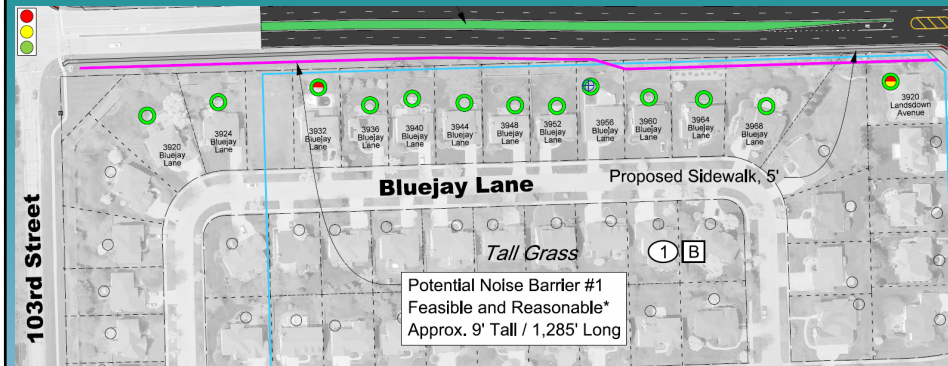 3920
Bluejay
Lane
3924
Bluejay
Lane
3932
Bluejay
Lane
3936
Bluejay
Lane
3940
Bluejay
Lane
3944
Bluejay
Lane
3948
Bluejay
Lane
3952
Bluejay
Lane
3956
Bluejay
Lane
3960
Bluejay
Lane
3964
Bluejay
Lane
3968
Bluejay
Lane
3920
Landsdown
Avenue
Proposed Sidewalk, 5'
Bluejay Lane
103rd Street
Tall Grass
1 B
Potential Noise Barrier #1
Feasible and Reasonable*
Approx. 9' Tall / 1,285' Long